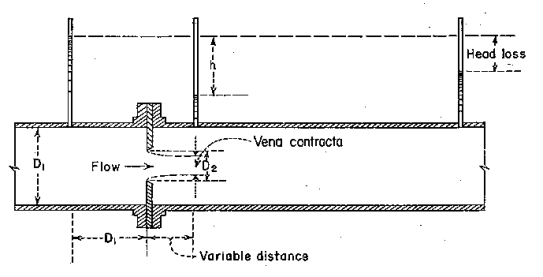 h
Head loss
D₁
Flow
Vena contracta
D₂
D₁
Variable distance